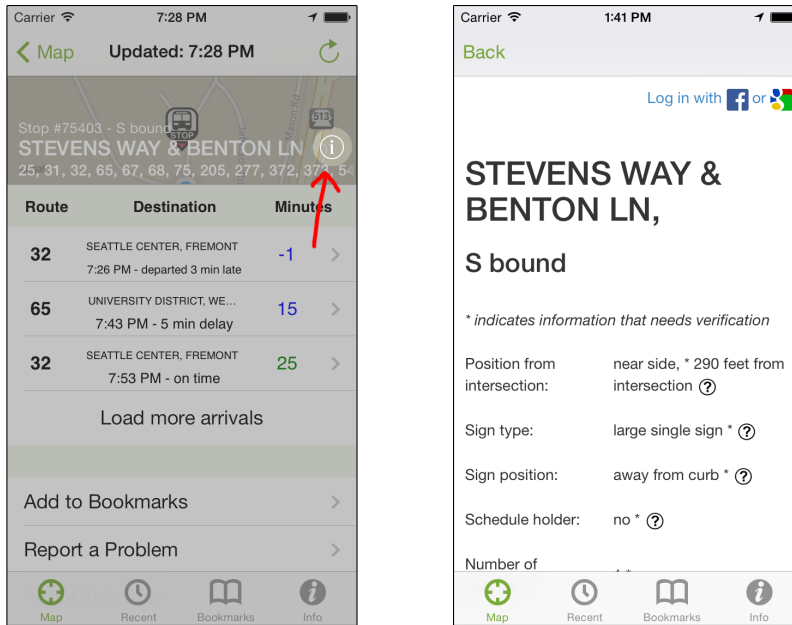 Carrier 7:28 PM
Map Updated: 7:28 PM
Mason Rd
513
STOP
Stop #75403 - S bound
STEVENS WAY & BENTON LN
25, 31, 32, 65, 67, 68, 75, 205, 277, 372, 373, 54
Route Destination Minutes
32 SEATTLE CENTER, FREMONT -1
7:26 PM - departed 3 min late
65 UNIVERSITY DISTRICT, WE... 15
7:43 PM - 5 min delay
32 SEATTLE CENTER, FREMONT 25
7:53 PM - on time
Load more arrivals
Add to Bookmarks
Report a Problem
Map Recent Bookmarks Info
Carrier 1:41 PM
Back
Log in with f or
STEVENS WAY &
BENTON LN,
S bound
* indicates information that needs verification
Position from near side, * 290 feet from
intersection: intersection ?
Sign type: large single sign * ?
Sign position: away from curb * ?
Schedule holder: no * ?
Number of
Map Recent Bookmarks Info